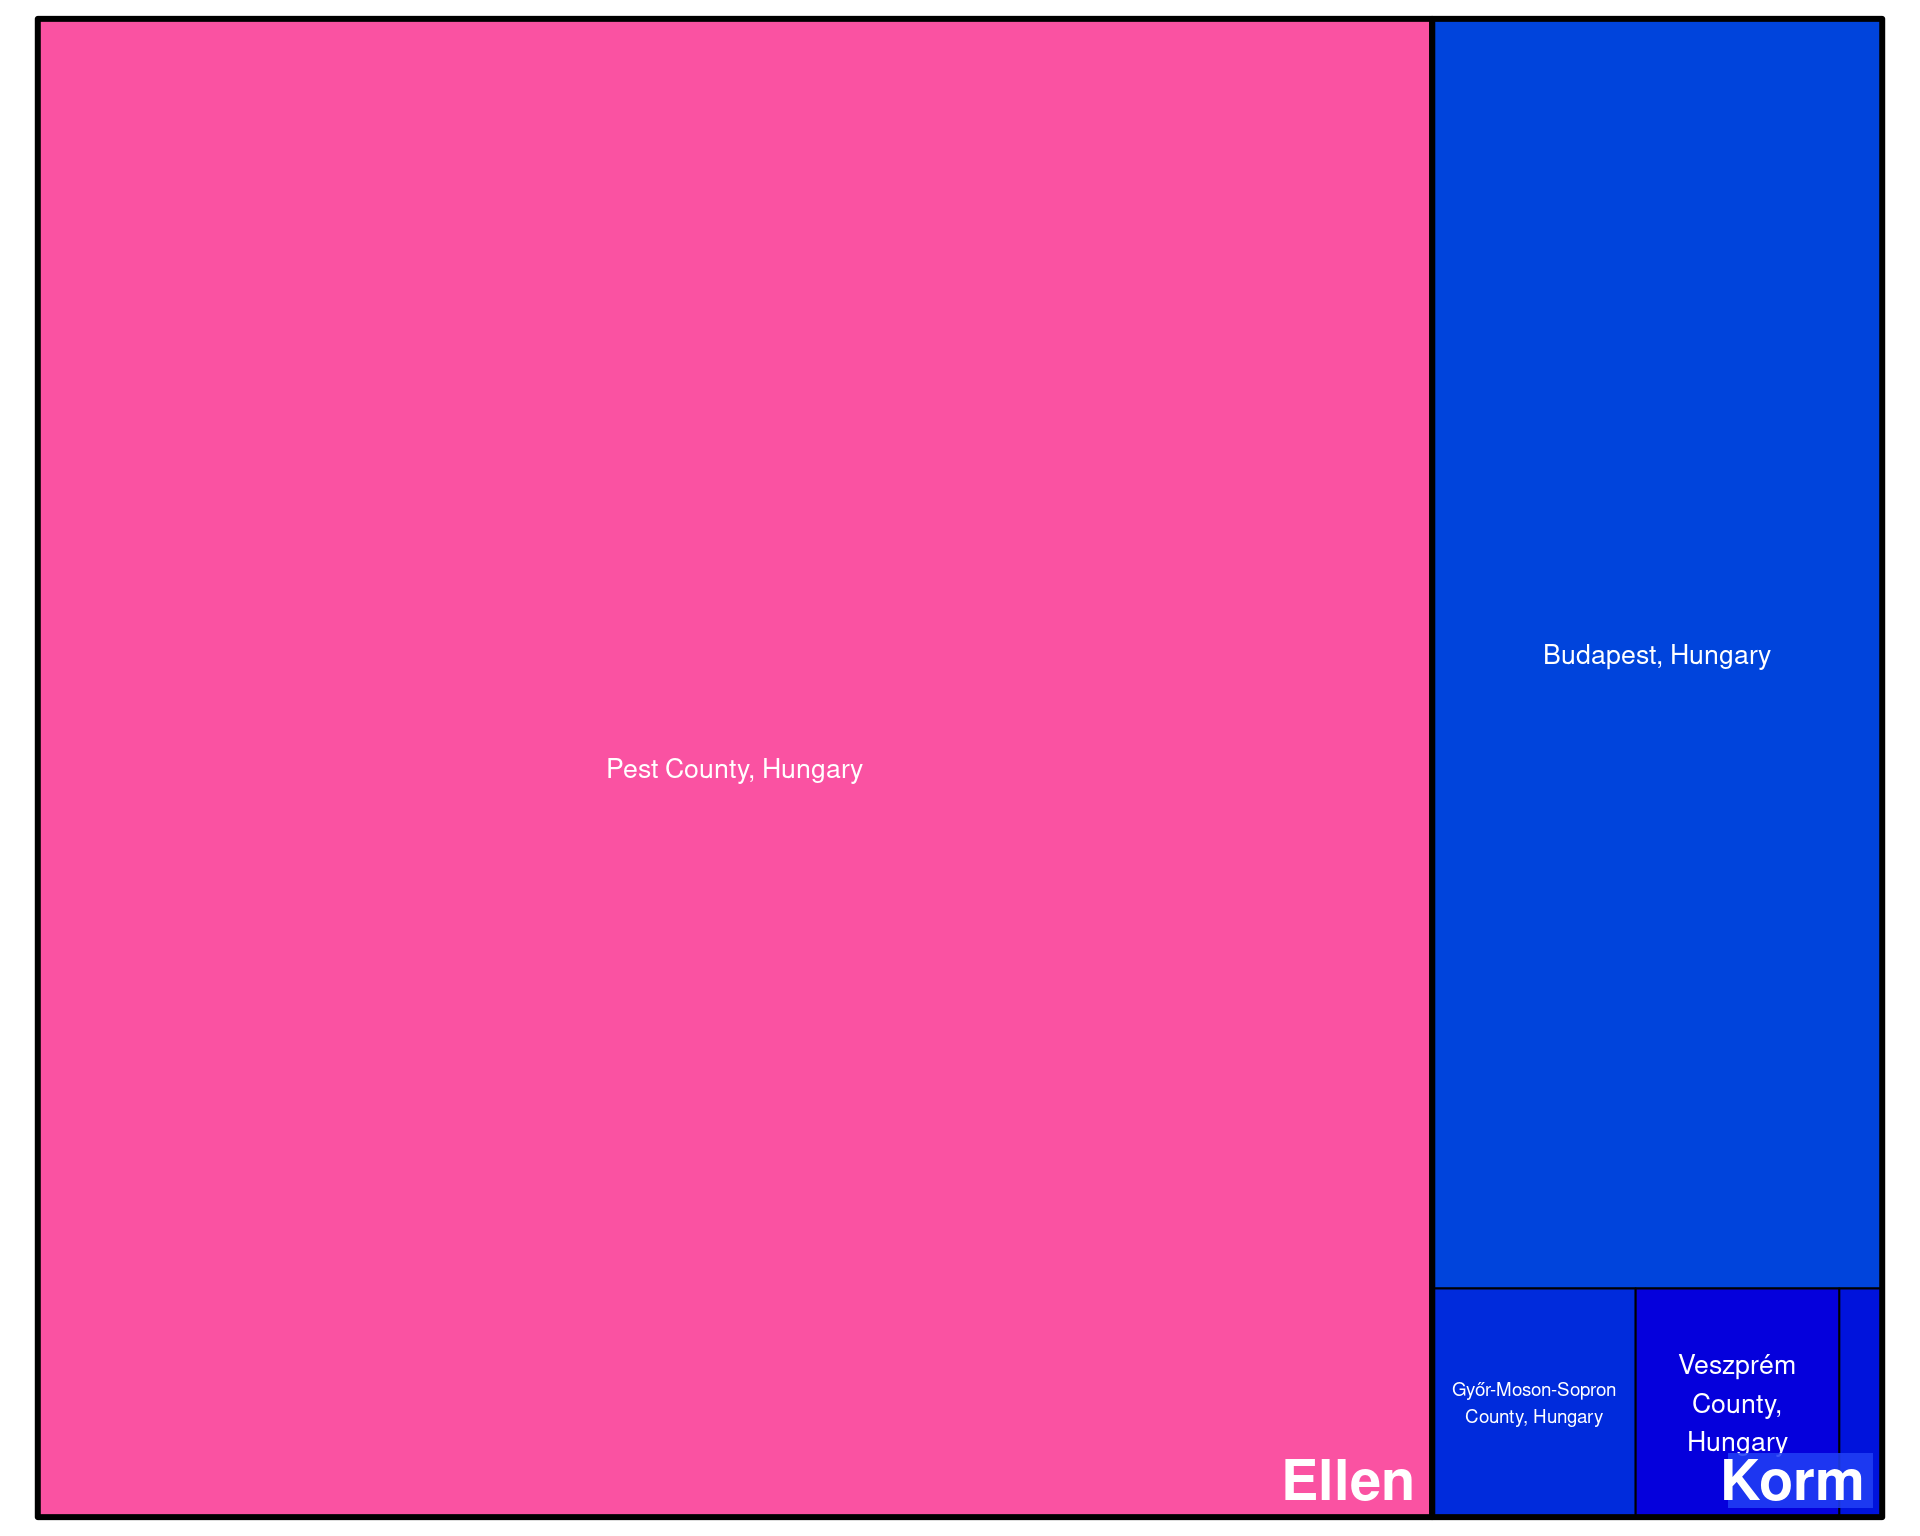 Pest County, Hungary
Ellen
Budapest, Hungary
Győr-Moson-Sopron
County, Hungary
Veszprém
County,
Hungary
Korm